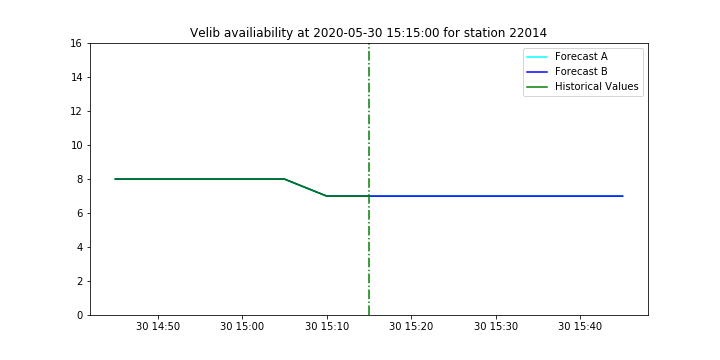 Velib availiability at 2020-05-30 15:15:00 for station 22014
Forecast A
Forecast B
Historical Values
16
14
12
10
8
6
4
2
0
30 14:50 30 15:00 30 15:10 30 15:20 30 15:30 30 15:40